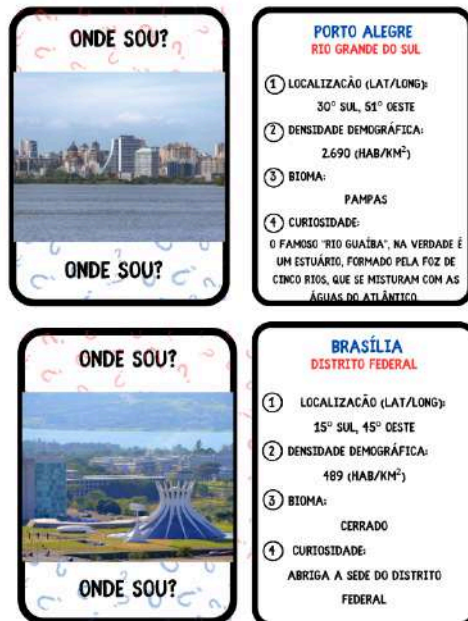 ONDE SOU?
ONDE SOU?
PORTO ALEGRE
RIO GRANDE DO SUL
1 LOCALIZAÇÃO (LAT/LONG):
30° SUL, 51° OESTE
2 DENSIDADE DEMOGRÁFICA:
2.690 (HAB/KM²)
3 BIOMA:
PAMPAS
4 CURIOSIDADE:
O FAMOSO "RIO GUAÍBA", NA VERDADE É
UM ESTUÁRIO, FORMADO PELA FOZ DE
CINCO RIOS, QUE SE MISTURAM COM AS
ÁGUAS DO ATLÂNTICO
ONDE SOU?
ONDE SOU?
BRASÍLIA
DISTRITO FEDERAL
1 LOCALIZAÇÃO (LAT/LONG):
15° SUL, 45° OESTE
2 DENSIDADE DEMOGRÁFICA:
489 (HAB/KM²)
3 BIOMA:
CERRADO
4 CURIOSIDADE:
ABRIGA A SEDE DO DISTRITO
FEDERAL